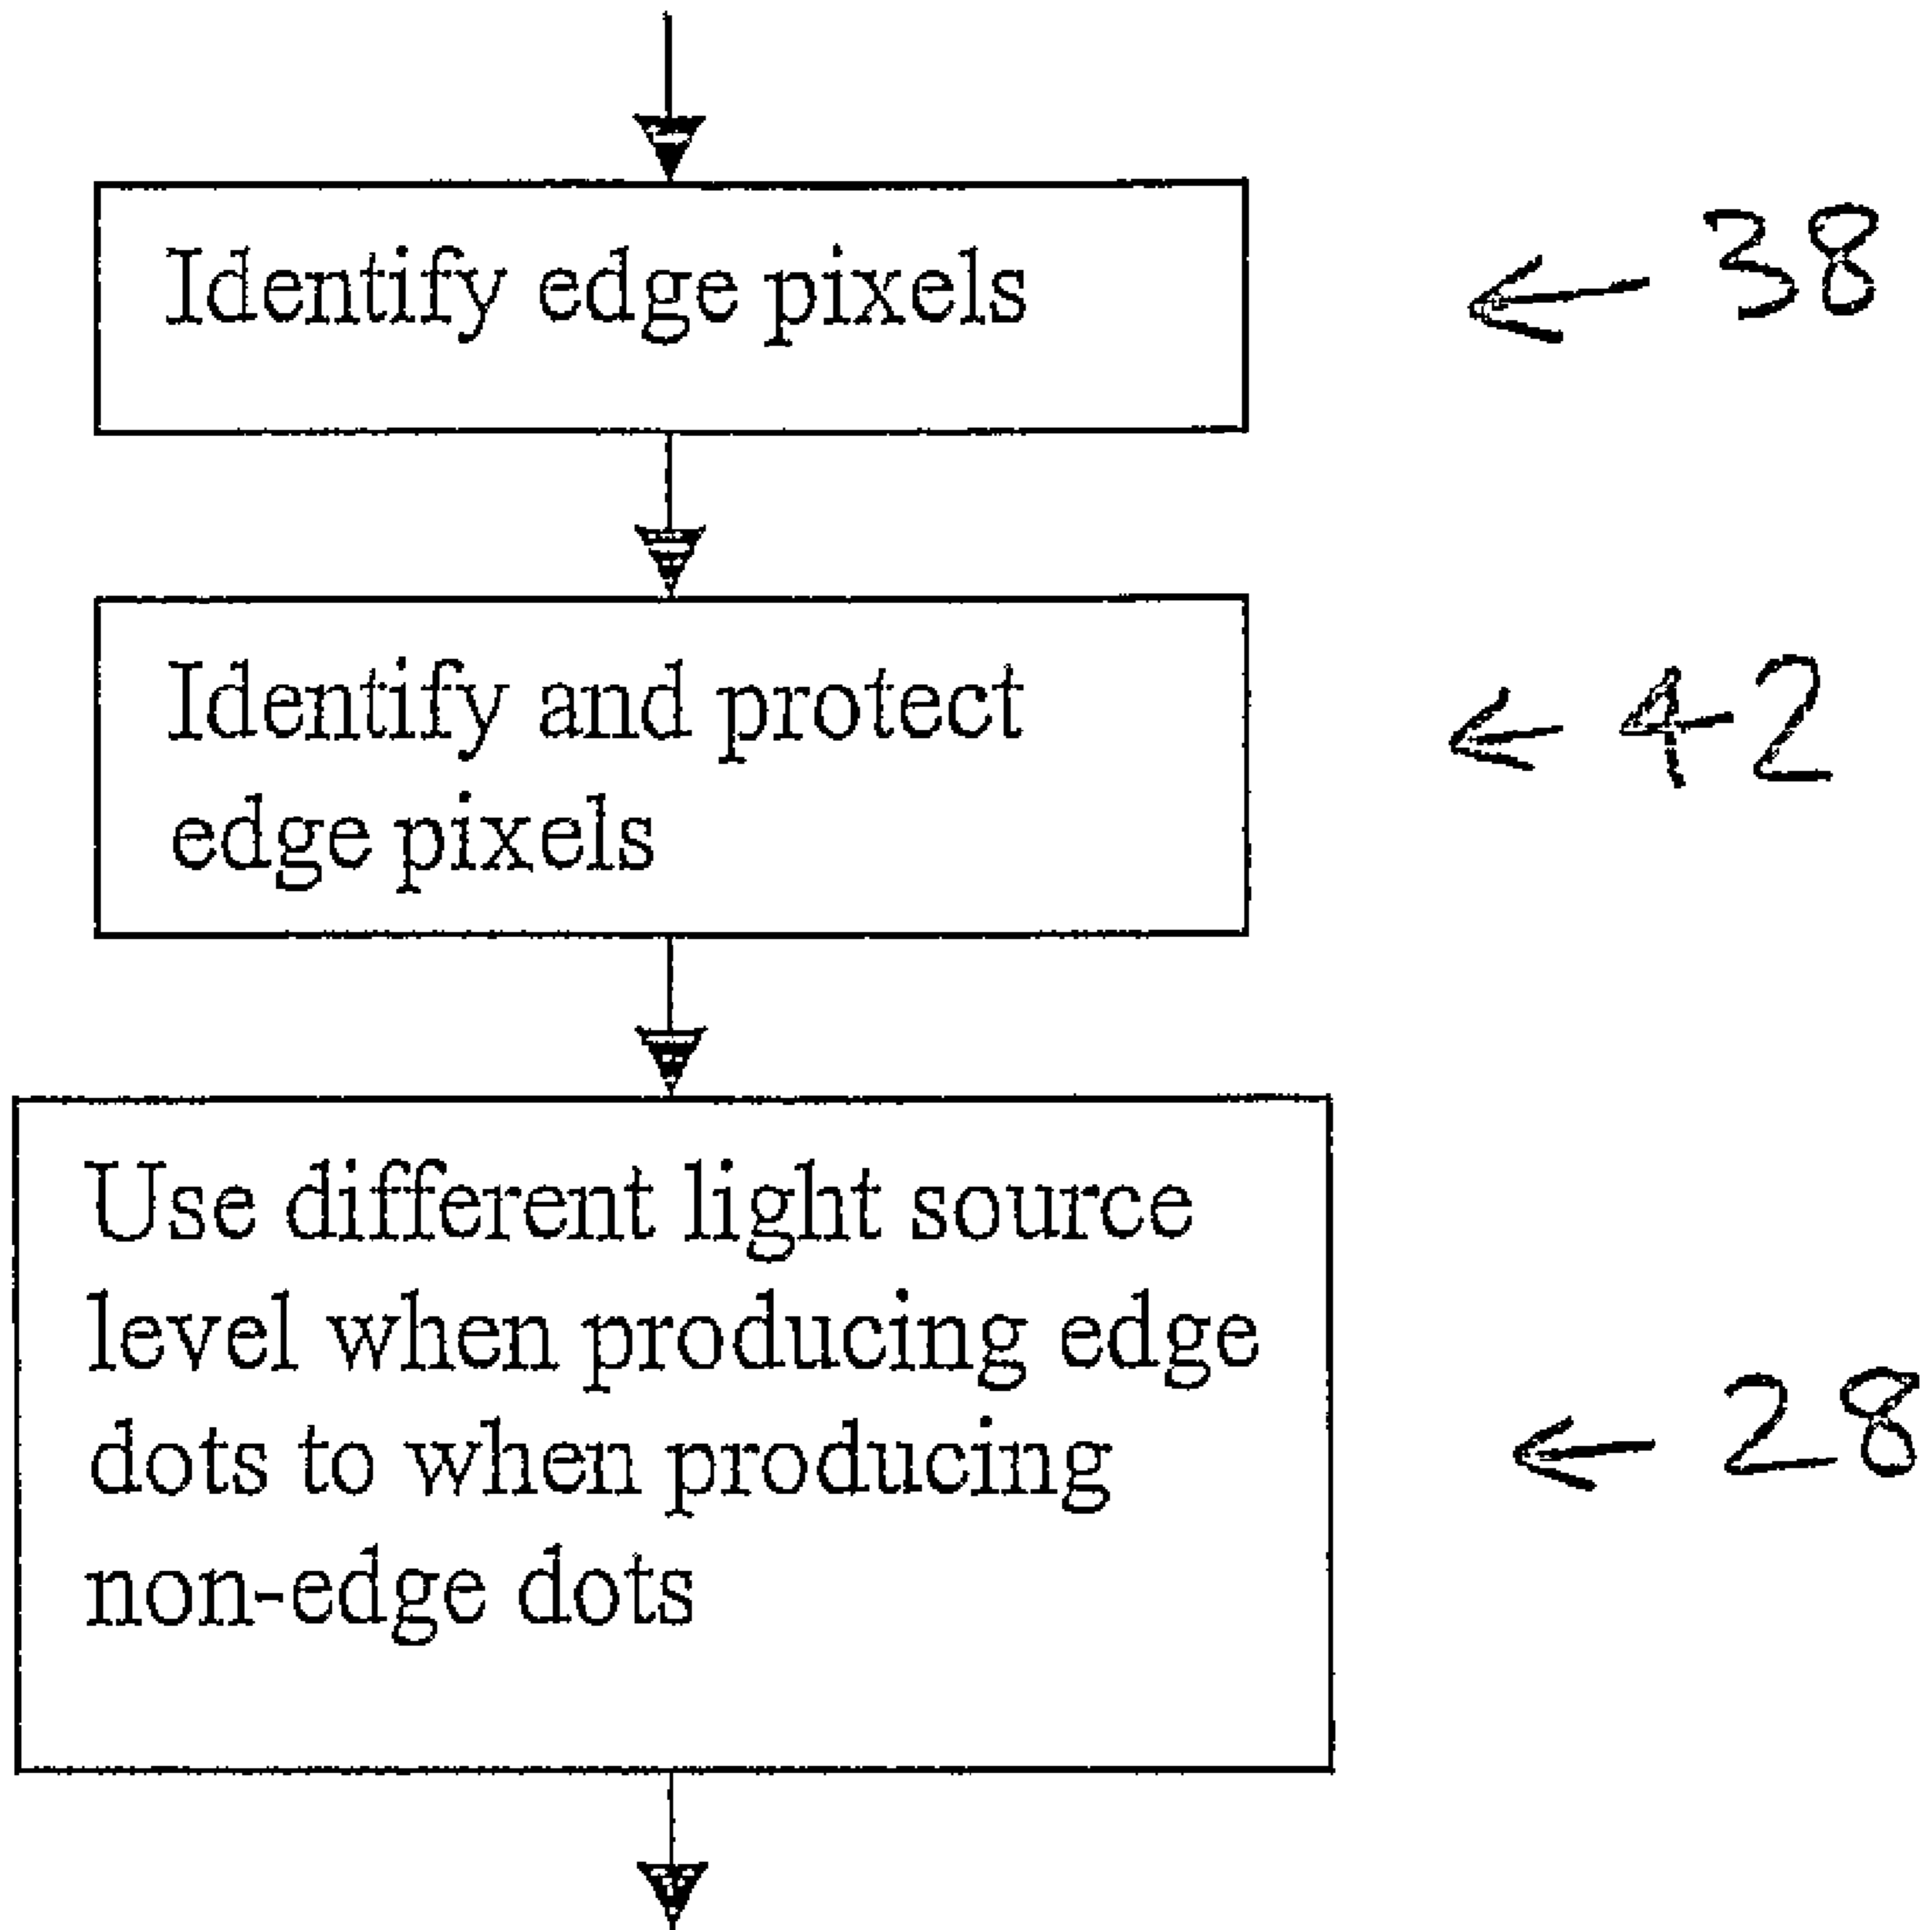 Identify edge pixels
38
Identify and protect
edge pixels
42
Use different light source
level when producing edge
dots to when producing
non-edge dots
28